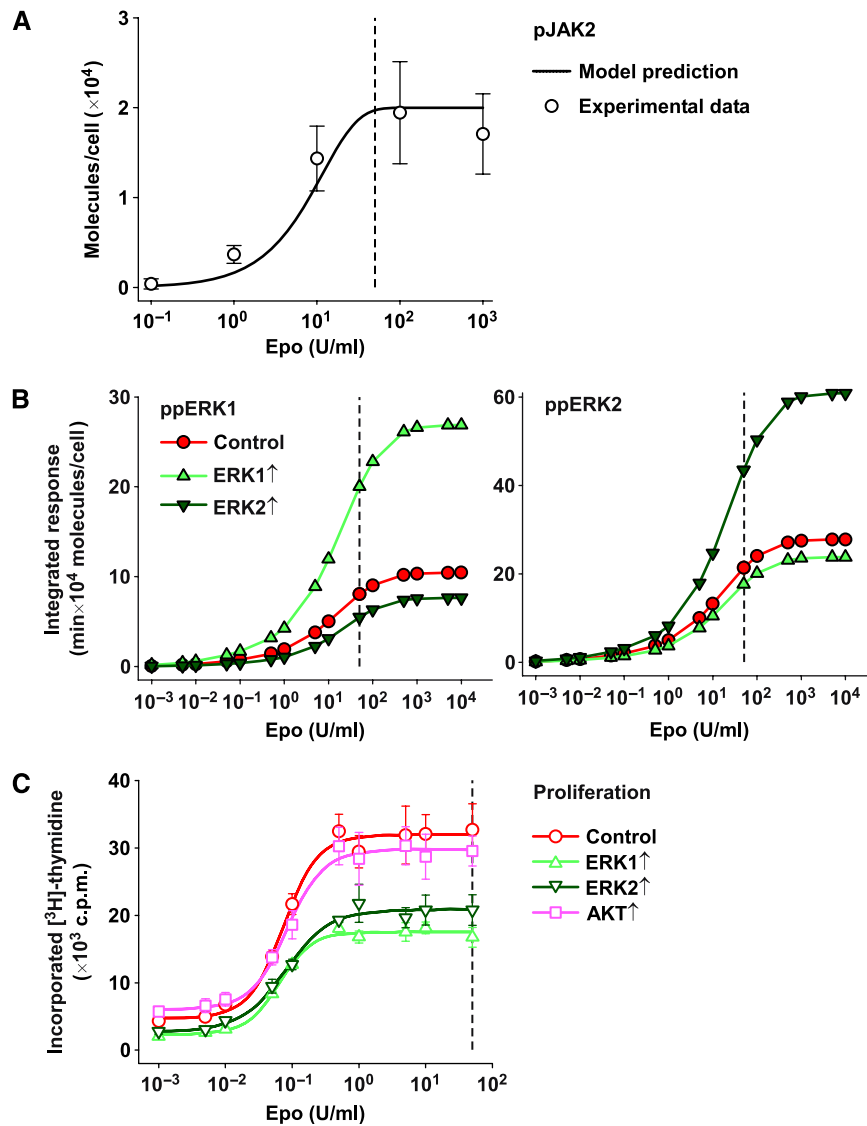 A
pJAK2
Model prediction
Experimental data
Molecules/cell (×10⁴)
3
2
1
0
10⁻¹ 10⁰ 10¹ 10² 10³
Epo (U/ml)
B
ppERK1
Control
ERK1↑
ERK2↑
Integrated response
(min×10⁴ molecules/cell)
30
20
10
0
10⁻³ 10⁻² 10⁻¹ 10⁰ 10¹ 10² 10³ 10⁴
Epo (U/ml)
ppERK2
60
40
20
0
10⁻³ 10⁻² 10⁻¹ 10⁰ 10¹ 10² 10³ 10⁴
Epo (U/ml)
C
Incorporated [³H]-thymidine
(×10³ c.p.m.)
40
30
20
10
0
10⁻³ 10⁻² 10⁻¹ 10⁰ 10¹ 10²
Epo (U/ml)
Proliferation
Control
ERK1↑
ERK2↑
AKT↑